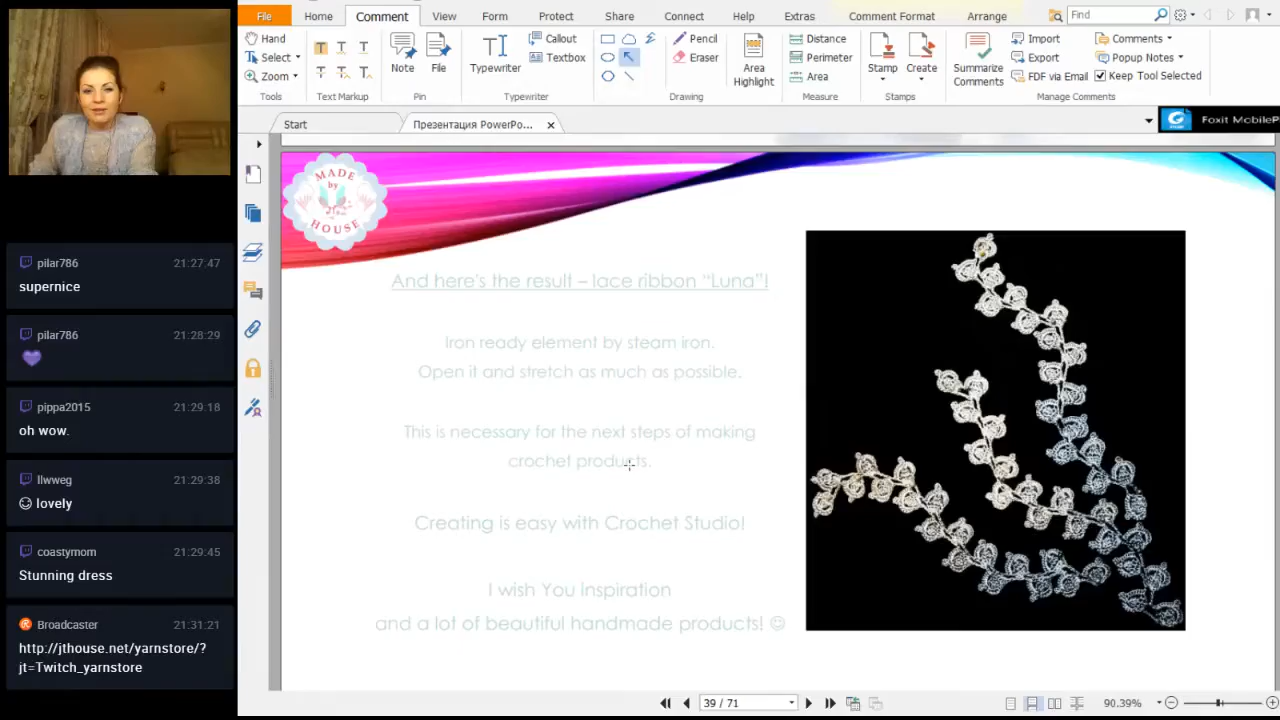 File Home Comment View Form Protect Share Connect Help Extras Comment Format Arrange Find
Hand
Select
Zoom
Tools
T T T
T T T
Text Markup
Note File
Pin
Typewriter
Callout
Textbox
Typewriter
Pencil
Eraser
Drawing
Area Highlight
Distance
Perimeter
Area
Measure
Stamp Create
Stamps
Summarize Comments
Import
Export
FDF via Email
Comments
Popup Notes
Keep Tool Selected
Manage Comments
Start Презентация PowerPo... Foxit MobileP
MADE
by
HOUSE
And here's the result – lace ribbon “Luna”!
Iron ready element by steam iron.
Open it and stretch as much as possible.
This is necessary for the next steps of making
crochet products.
Creating is easy with Crochet Studio!
I wish You Inspiration
and a lot of beautiful handmade products! ☺
pilar786 21:27:47
supernice
pilar786 21:28:29
💜
pippa2015 21:29:18
oh wow.
llwweg 21:29:38
☺ lovely
coastymom 21:29:45
Stunning dress
Broadcaster 21:31:21
http://jthouse.net/yarnstore/?
jt=Twitch_yarnstore
39 / 71 90.39%